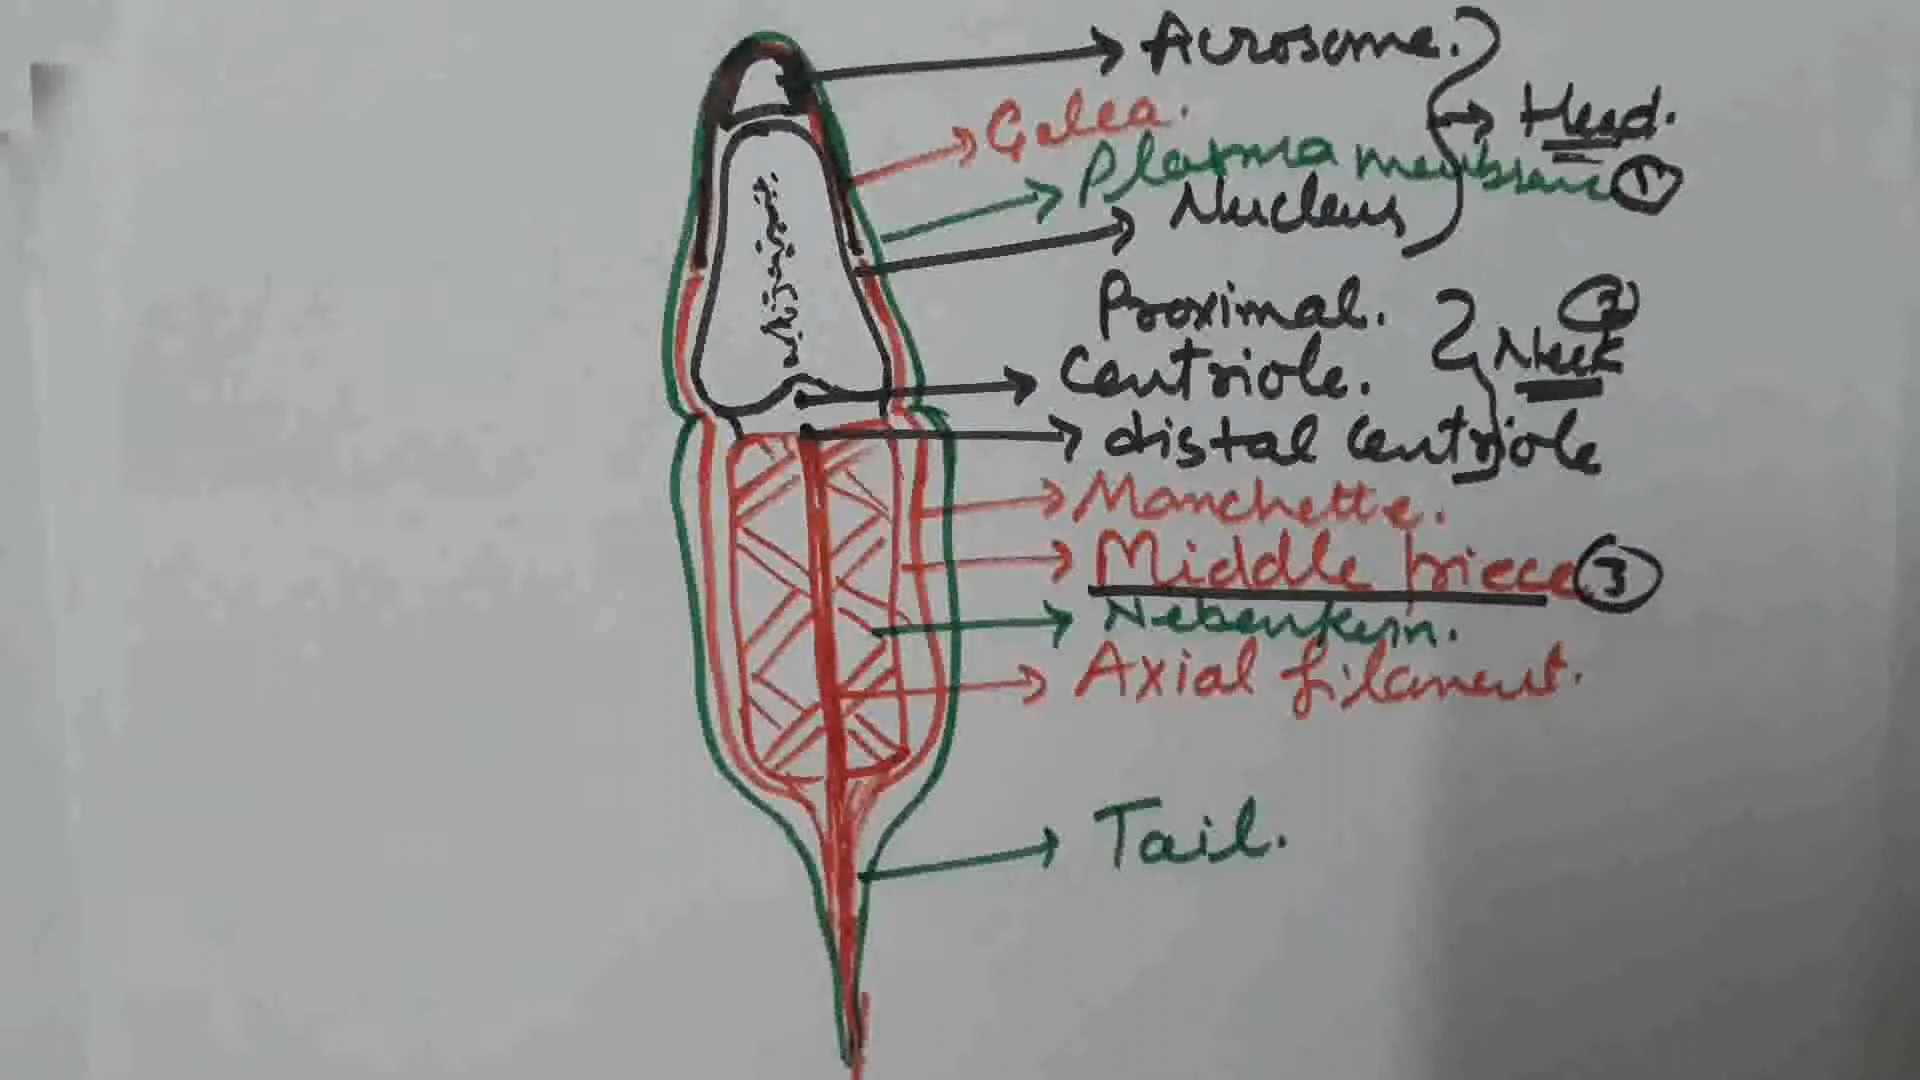 Acrosome.
Head.
Galea.
Plasma membrane 1
Nucleus
Proximal.
2
Centriole.
Neck
distal centriole
Manchette.
Middle piece 3
Nebenkern.
Axial filament.
Tail.